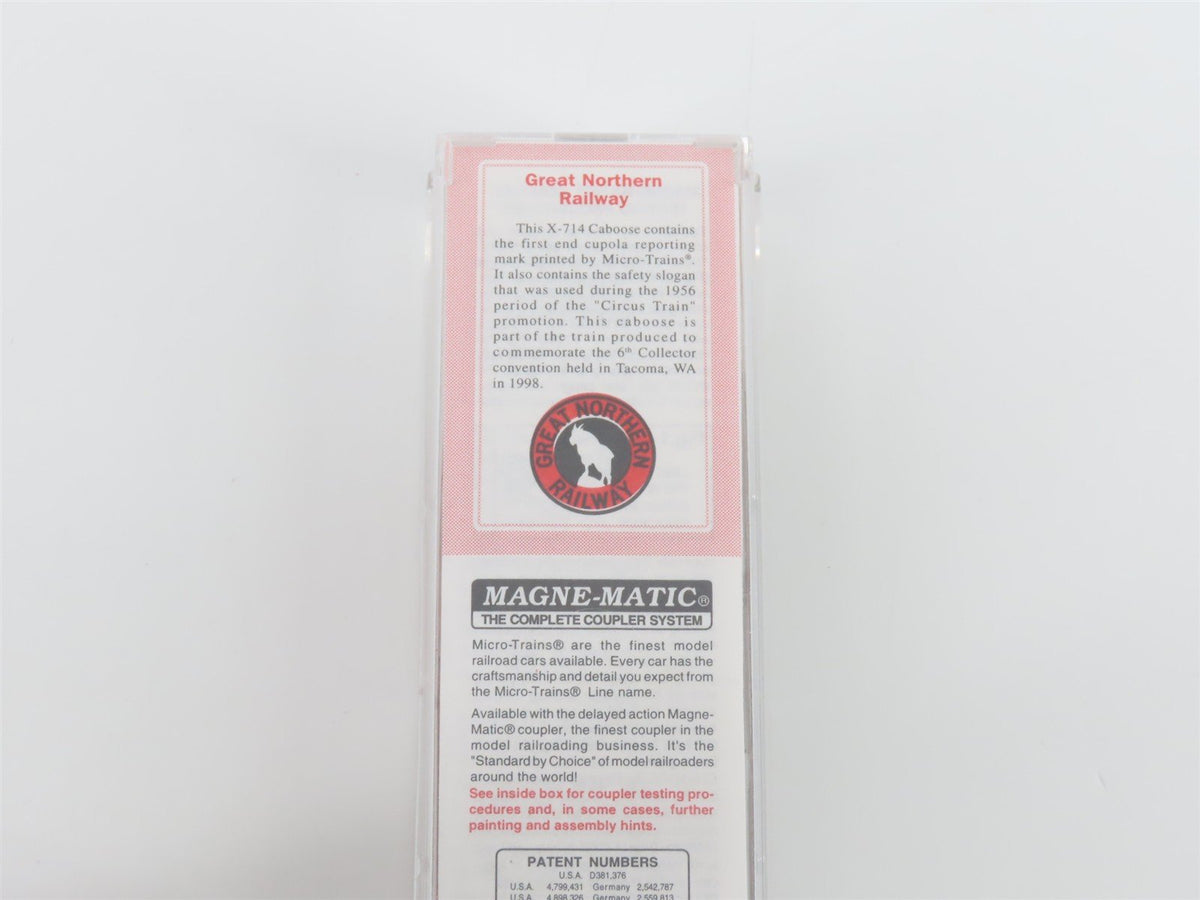 Great Northern
Railway
This X-714 Caboose contains
the first end cupola reporting
mark printed by Micro-Trains®.
It also contains the safety slogan
that was used during the 1956
period of the "Circus Train"
promotion. This caboose is
part of the train produced to
commemorate the 6th Collector
convention held in Tacoma, WA
in 1998.
GREAT NORTHERN
RAILWAY
MAGNE-MATIC®
THE COMPLETE COUPLER SYSTEM
Micro-Trains® are the finest model
railroad cars available. Every car has the
craftsmanship and detail you expect from
the Micro-Trains® Line name.
Available with the delayed action Magne-
Matic® coupler, the finest coupler in the
model railroading business. It's the
"Standard by Choice" of model railroaders
around the world!
See inside box for coupler testing pro-
cedures and, in some cases, further
painting and assembly hints.
PATENT NUMBERS
U.S.A. D381,376
U.S.A. 4,799,431 Germany 2,542,787
U.S.A. 4,898,326 Germany 2,559,813